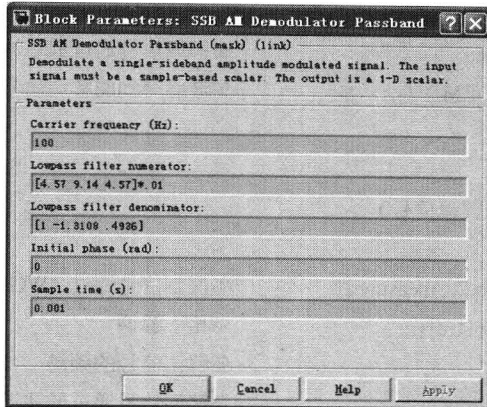 Block Parameters: SSB AM Demodulator Passband
SSB AM Demodulator Passband (mask) (link)
Demodulate a single-sideband amplitude modulated signal. The input
signal must be a sample-based scalar. The output is a 1-D scalar.
Parameters
Carrier frequency (Hz):
100
Lowpass filter numerator:
[4.57 9.14 4.57]*.01
Lowpass filter denominator:
[1 -1.3108 .4936]
Initial phase (rad):
0
Sample time (s):
0.001
OK Cancel Help Apply